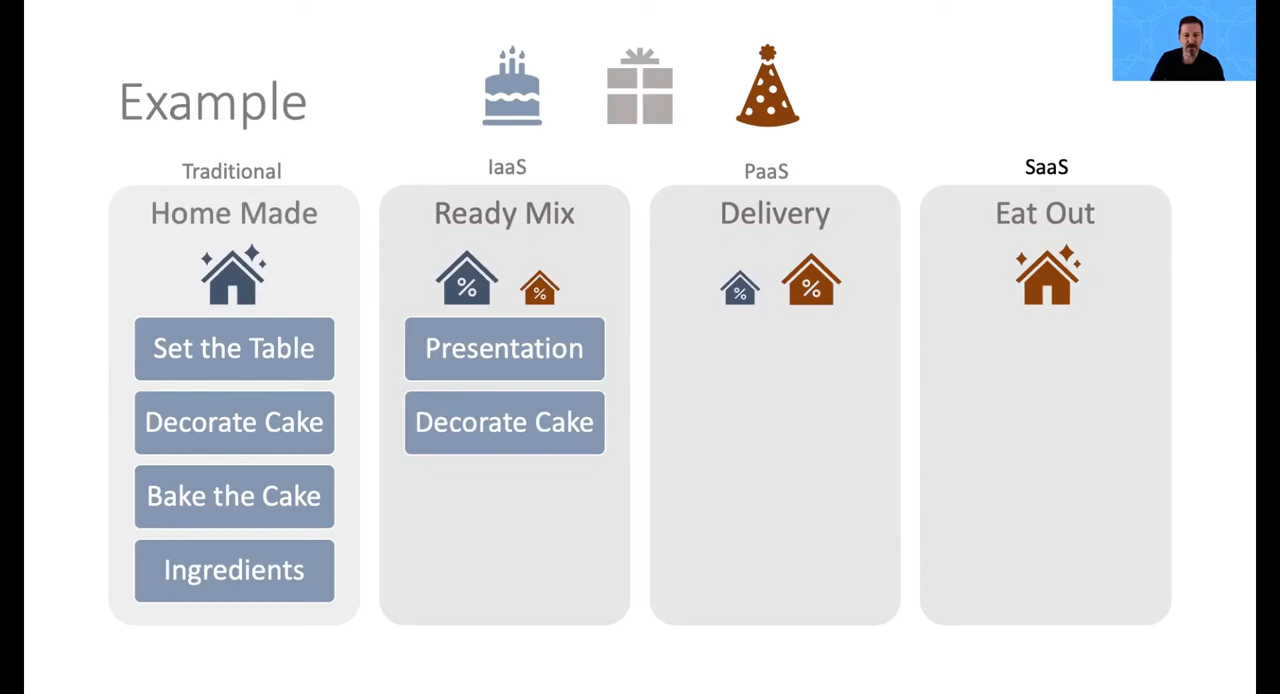 Example
Traditional
IaaS
PaaS
SaaS
Home Made
Ready Mix
Delivery
Eat Out
%
%
%
%
Set the Table
Presentation
Decorate Cake
Decorate Cake
Bake the Cake
Ingredients